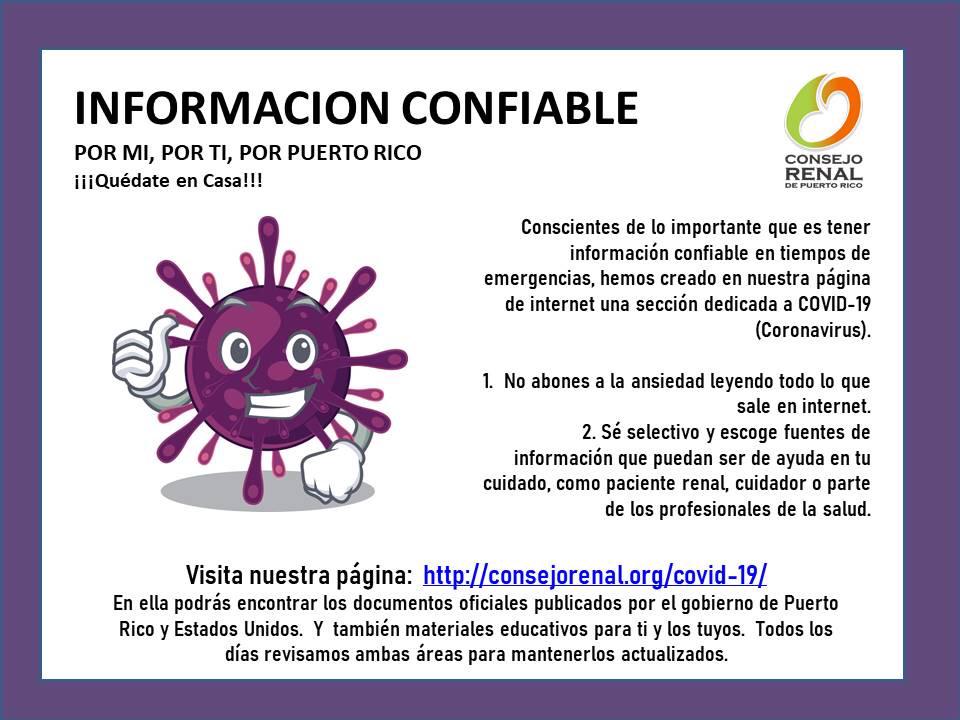 INFORMACION CONFIABLE
POR MI, POR TI, POR PUERTO RICO
¡¡¡Quédate en Casa!!!
CONSEJO
RENAL
DE PUERTO RICO
Conscientes de lo importante que es tener
información confiable en tiempos de
emergencias, hemos creado en nuestra página
de internet una sección dedicada a COVID-19
(Coronavirus).
1. No abones a la ansiedad leyendo todo lo que
sale en internet.
2. Sé selectivo y escoge fuentes de
información que puedan ser de ayuda en tu
cuidado, como paciente renal, cuidador o parte
de los profesionales de la salud.
Visita nuestra página: http://consejorenal.org/covid-19/
En ella podrás encontrar los documentos oficiales publicados por el gobierno de Puerto
Rico y Estados Unidos. Y también materiales educativos para ti y los tuyos. Todos los
días revisamos ambas áreas para mantenerlos actualizados.